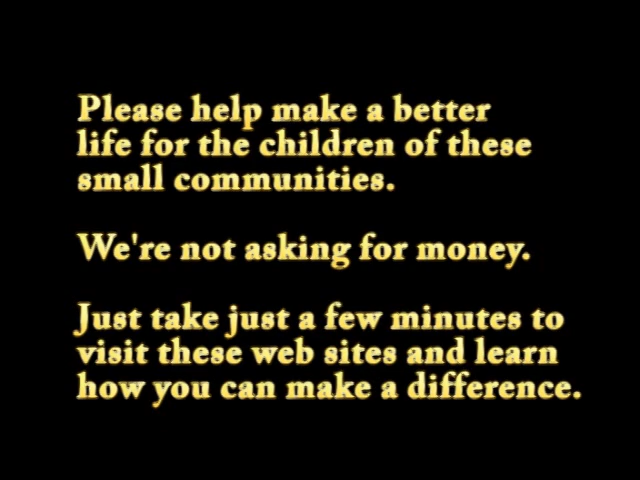 Please help make a better
life for the children of these
small communities.
We're not asking for money.
Just take just a few minutes to
visit these web sites and learn
how you can make a difference.